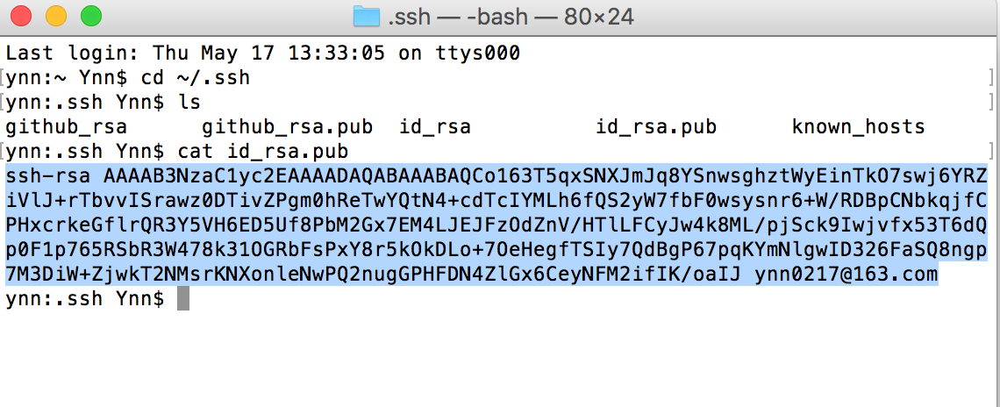 .ssh — -bash — 80×24
Last login: Thu May 17 13:33:05 on ttys000
[ynn:~ Ynn$ cd ~/.ssh ]
[ynn:.ssh Ynn$ ls ]
github_rsa github_rsa.pub id_rsa id_rsa.pub known_hosts
[ynn:.ssh Ynn$ cat id_rsa.pub ]
ssh-rsa AAAAB3NzaC1yc2EAAAADAQABAAABAQCo163T5qxSNXJmJq8YSnwsghztWyEinTkO7swj6YRZ
iVlJ+rTbvvISrawz0DTivZPgm0hReTwYQtN4+cdTcIYMLh6fQS2yW7fbF0wsysnr6+W/RDBpCNbkqjfC
PHxcrkeGflrQR3Y5VH6ED5Uf8PbM2Gx7EM4LJEJFzOdZnV/HTlLFCyJw4k8ML/pjSck9Iwjvfx53T6dQ
p0F1p765RSbR3W478k31OGRbFsPxY8r5kOkDLo+7OeHegfTSIy7QdBgP67pqKYmNlgwID326FaSQ8ngp
7M3DiW+ZjwkT2NMsrKNXonleNwPQ2nugGPHFDN4ZlGx6CeyNFM2ifIK/oaIJ ynn0217@163.com
ynn:.ssh Ynn$